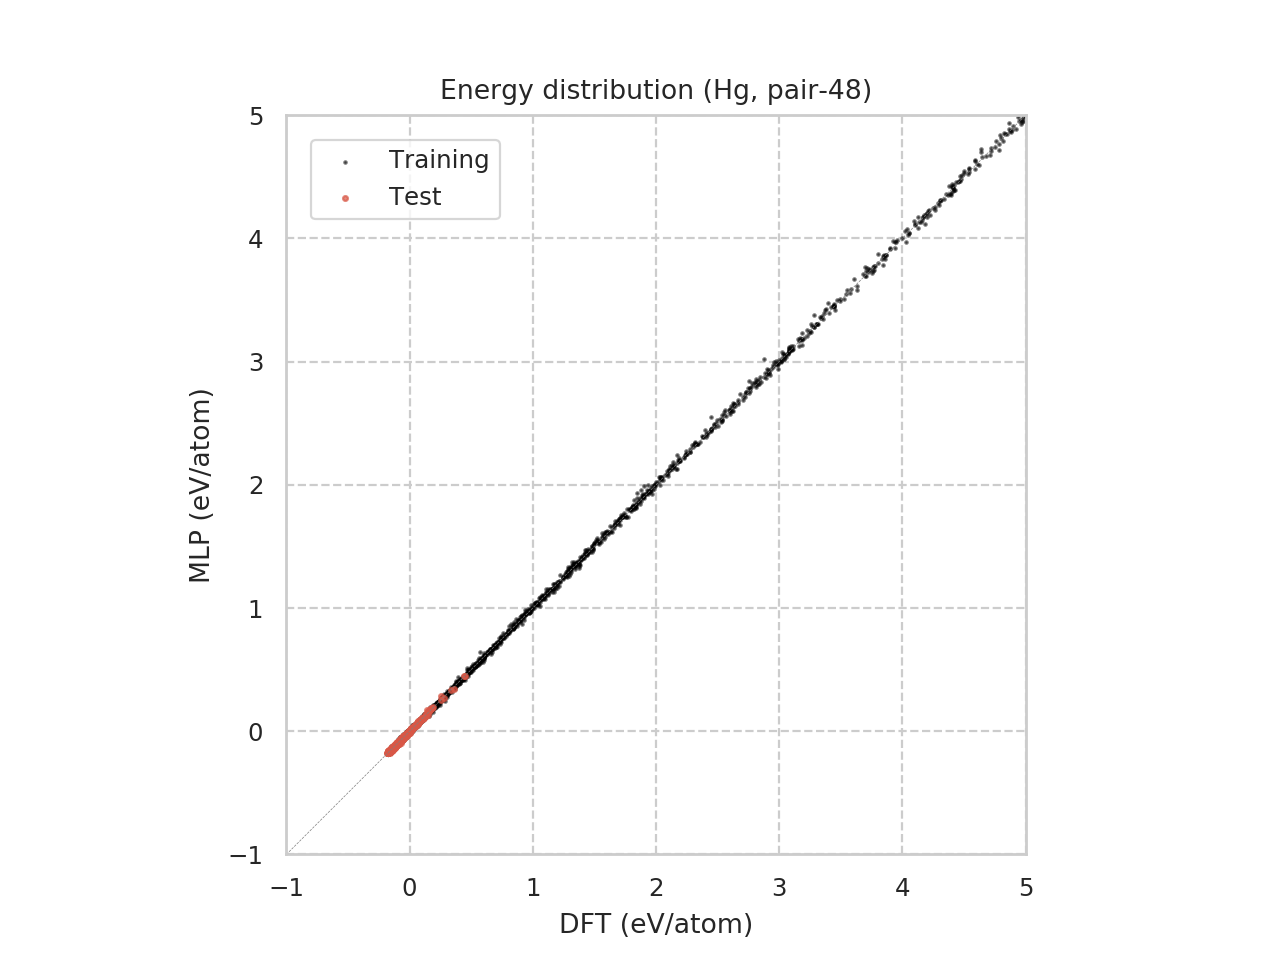 Energy distribution (Hg, pair-48)
Training
Test
5
4
3
2
1
0
−1
−1 0 1 2 3 4 5
MLP (eV/atom)
DFT (eV/atom)